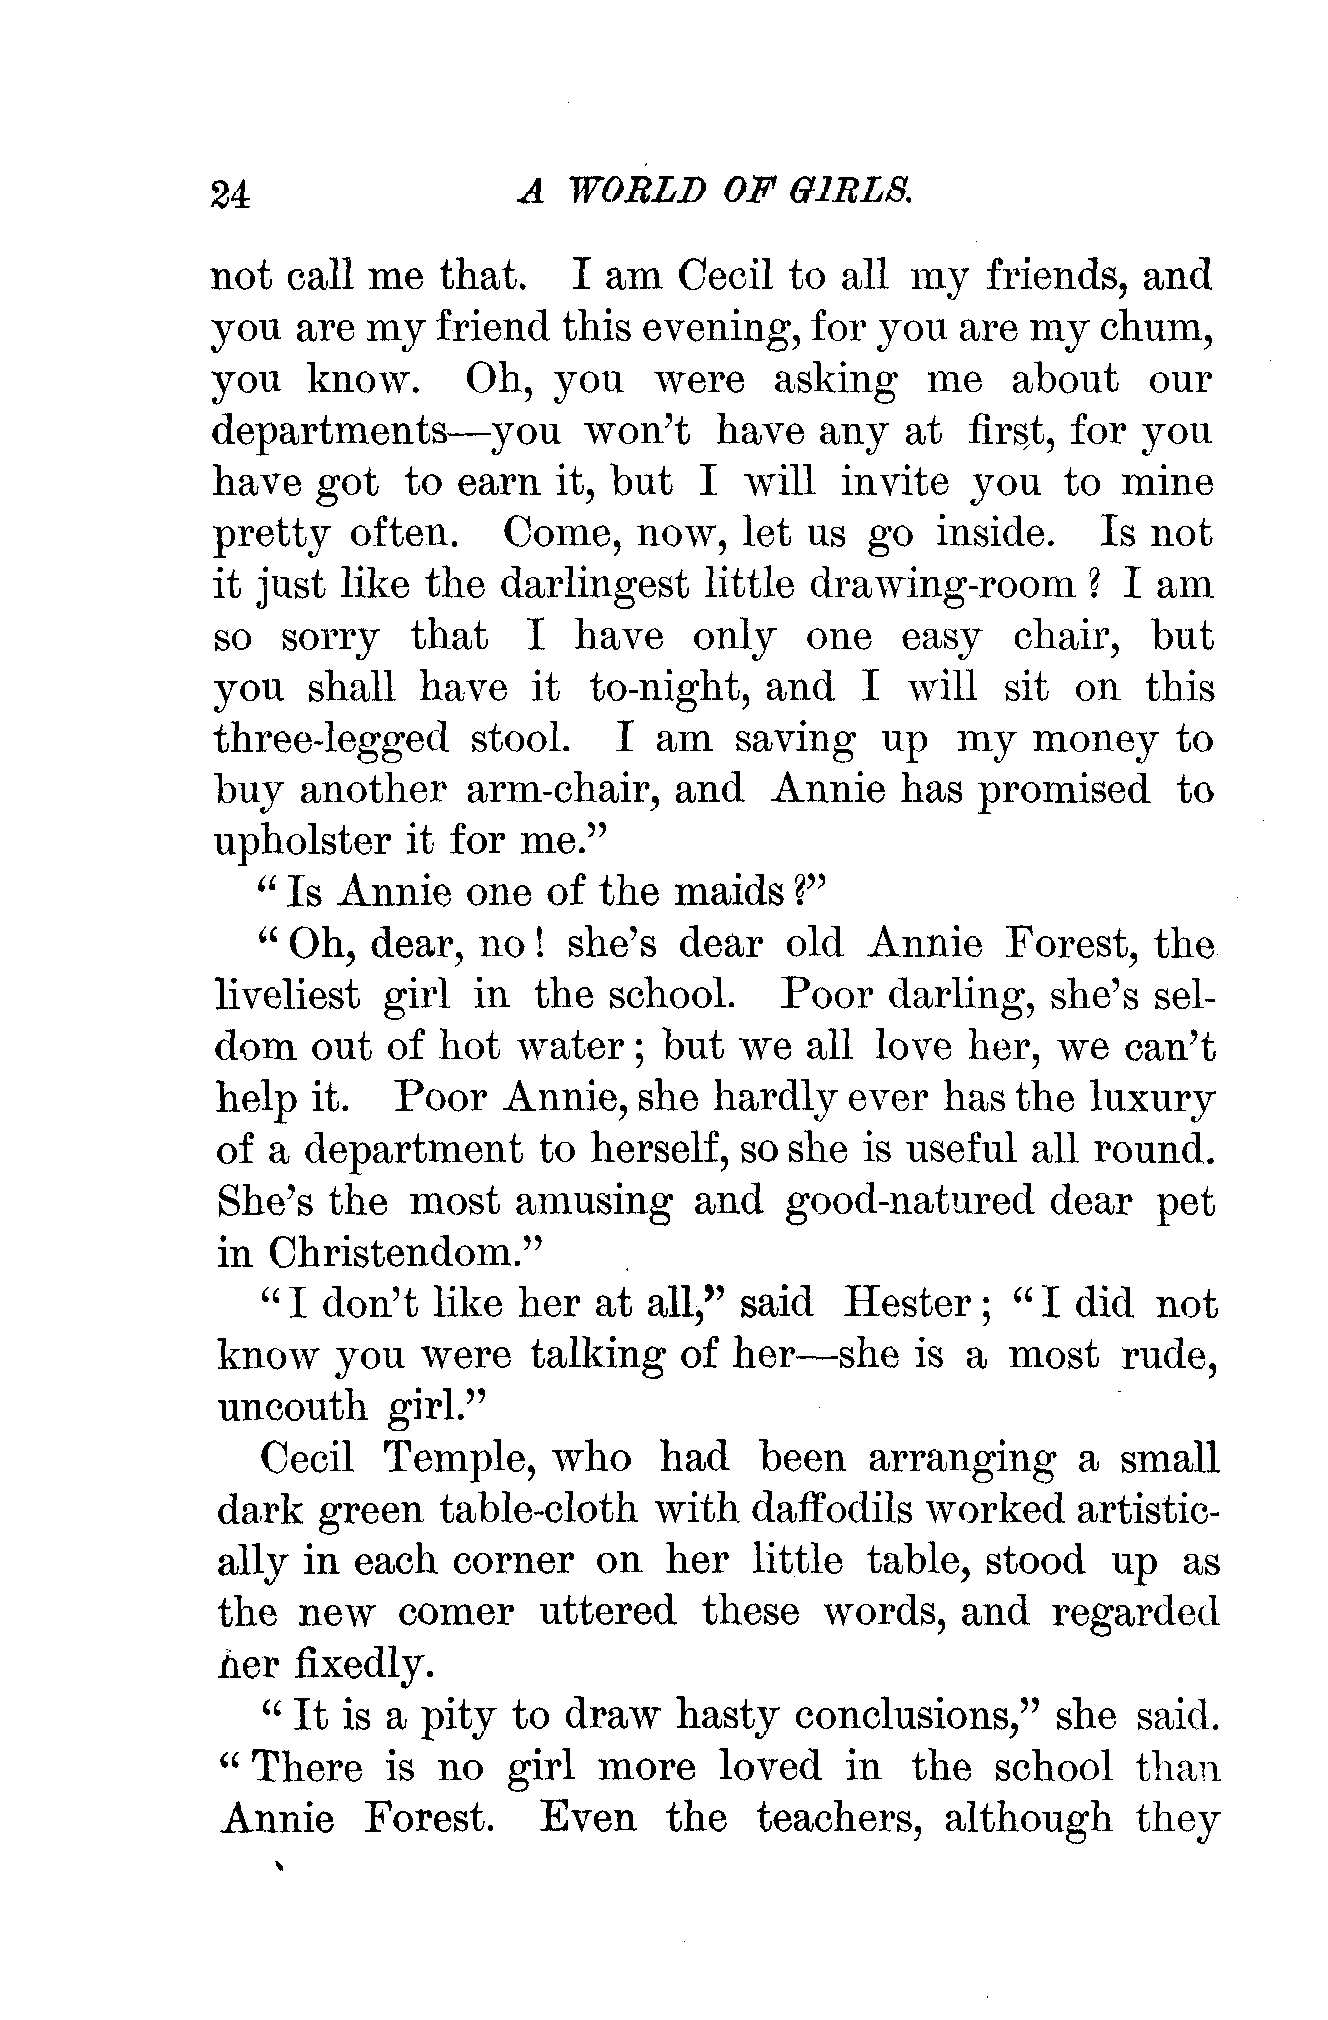 24 A WORLD OF GIRLS.
not call me that. I am Cecil to all my friends, and
you are my friend this evening, for you are my chum,
you know. Oh, you were asking me about our
departments—you won't have any at first, for you
have got to earn it, but I will invite you to mine
pretty often. Come, now, let us go inside. Is not
it just like the darlingest little drawing-room? I am
so sorry that I have only one easy chair, but
you shall have it to-night, and I will sit on this
three-legged stool. I am saving up my money to
buy another arm-chair, and Annie has promised to
upholster it for me."
"Is Annie one of the maids?"
"Oh, dear, no! she's dear old Annie Forest, the
liveliest girl in the school. Poor darling, she's sel-
dom out of hot water; but we all love her, we can't
help it. Poor Annie, she hardly ever has the luxury
of a department to herself, so she is useful all round.
She's the most amusing and good-natured dear pet
in Christendom."
"I don't like her at all," said Hester; "I did not
know you were talking of her—she is a most rude,
uncouth girl."
Cecil Temple, who had been arranging a small
dark green table-cloth with daffodils worked artistic-
ally in each corner on her little table, stood up as
the new comer uttered these words, and regarded
her fixedly.
"It is a pity to draw hasty conclusions," she said.
"There is no girl more loved in the school than
Annie Forest. Even the teachers, although they